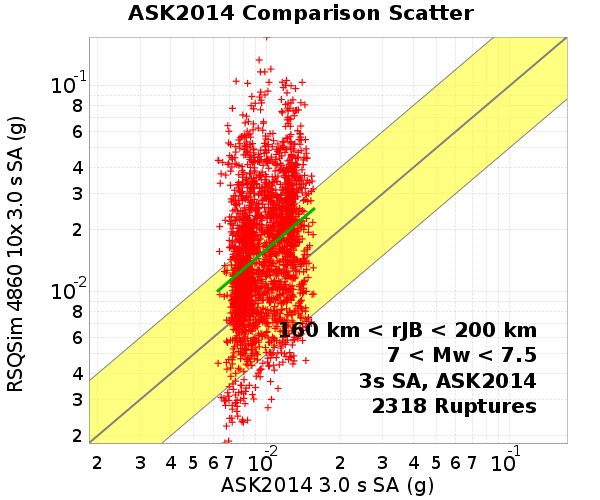 ASK2014 Comparison Scatter
RSQSim 4860 10x 3.0 s SA (g)
10-1
8
6
4
3
2
10-2
8
6
4
3
2
160 km < rJB < 200 km
7 < Mw < 7.5
3s SA, ASK2014
2318 Ruptures
2 3 4 5 6 7 10-2 2 3 4 5 6 7 10-1
ASK2014 3.0 s SA (g)